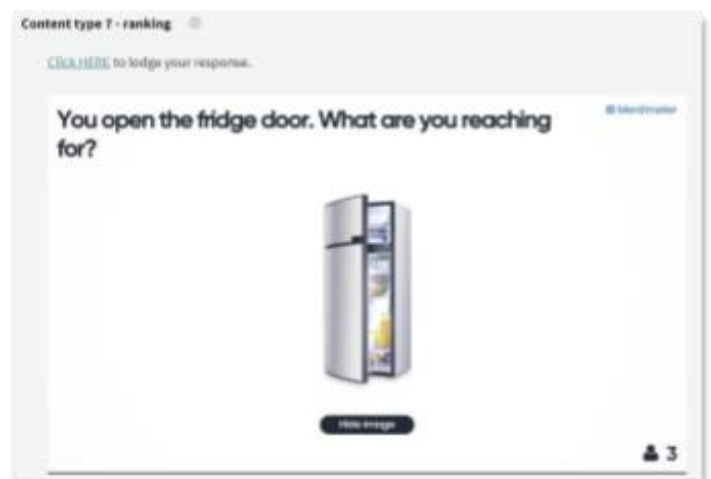 Content type 7 - ranking
Click HERE to lodge your response.
You open the fridge door. What are you reaching
for?
Mentimeter
Hide image
3